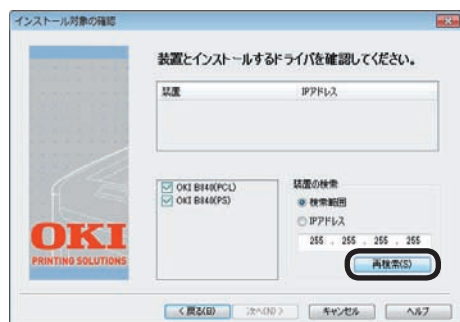 インストール対象の確認
装置とインストールするドライバを確認してください。
装置 IPアドレス
OKI B840(PCL)
OKI B840(PS)
装置の検索
検索範囲
IPアドレス
255 . 255 . 255 . 255
再検索(S)
OKI
PRINTING SOLUTIONS
< 戻る(B) 次へ(N) > キャンセル ヘルプ